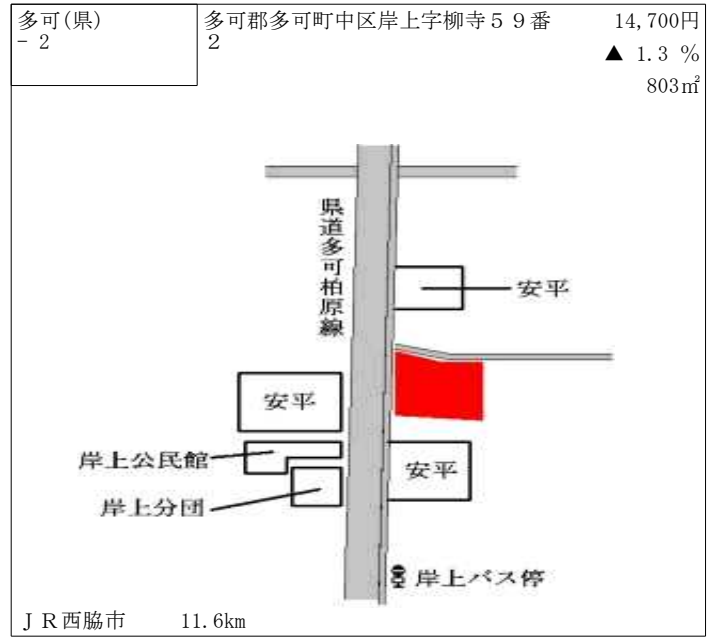 多可(県)
- 2
多可郡多可町中区岸上字柳寺５９番
２
14,700円
▲ 1.3 %
803㎡
県道多可柏原線
安平
安平
岸上公民館
安平
岸上分団
岸上バス停
ＪＲ西脇市 11.6km